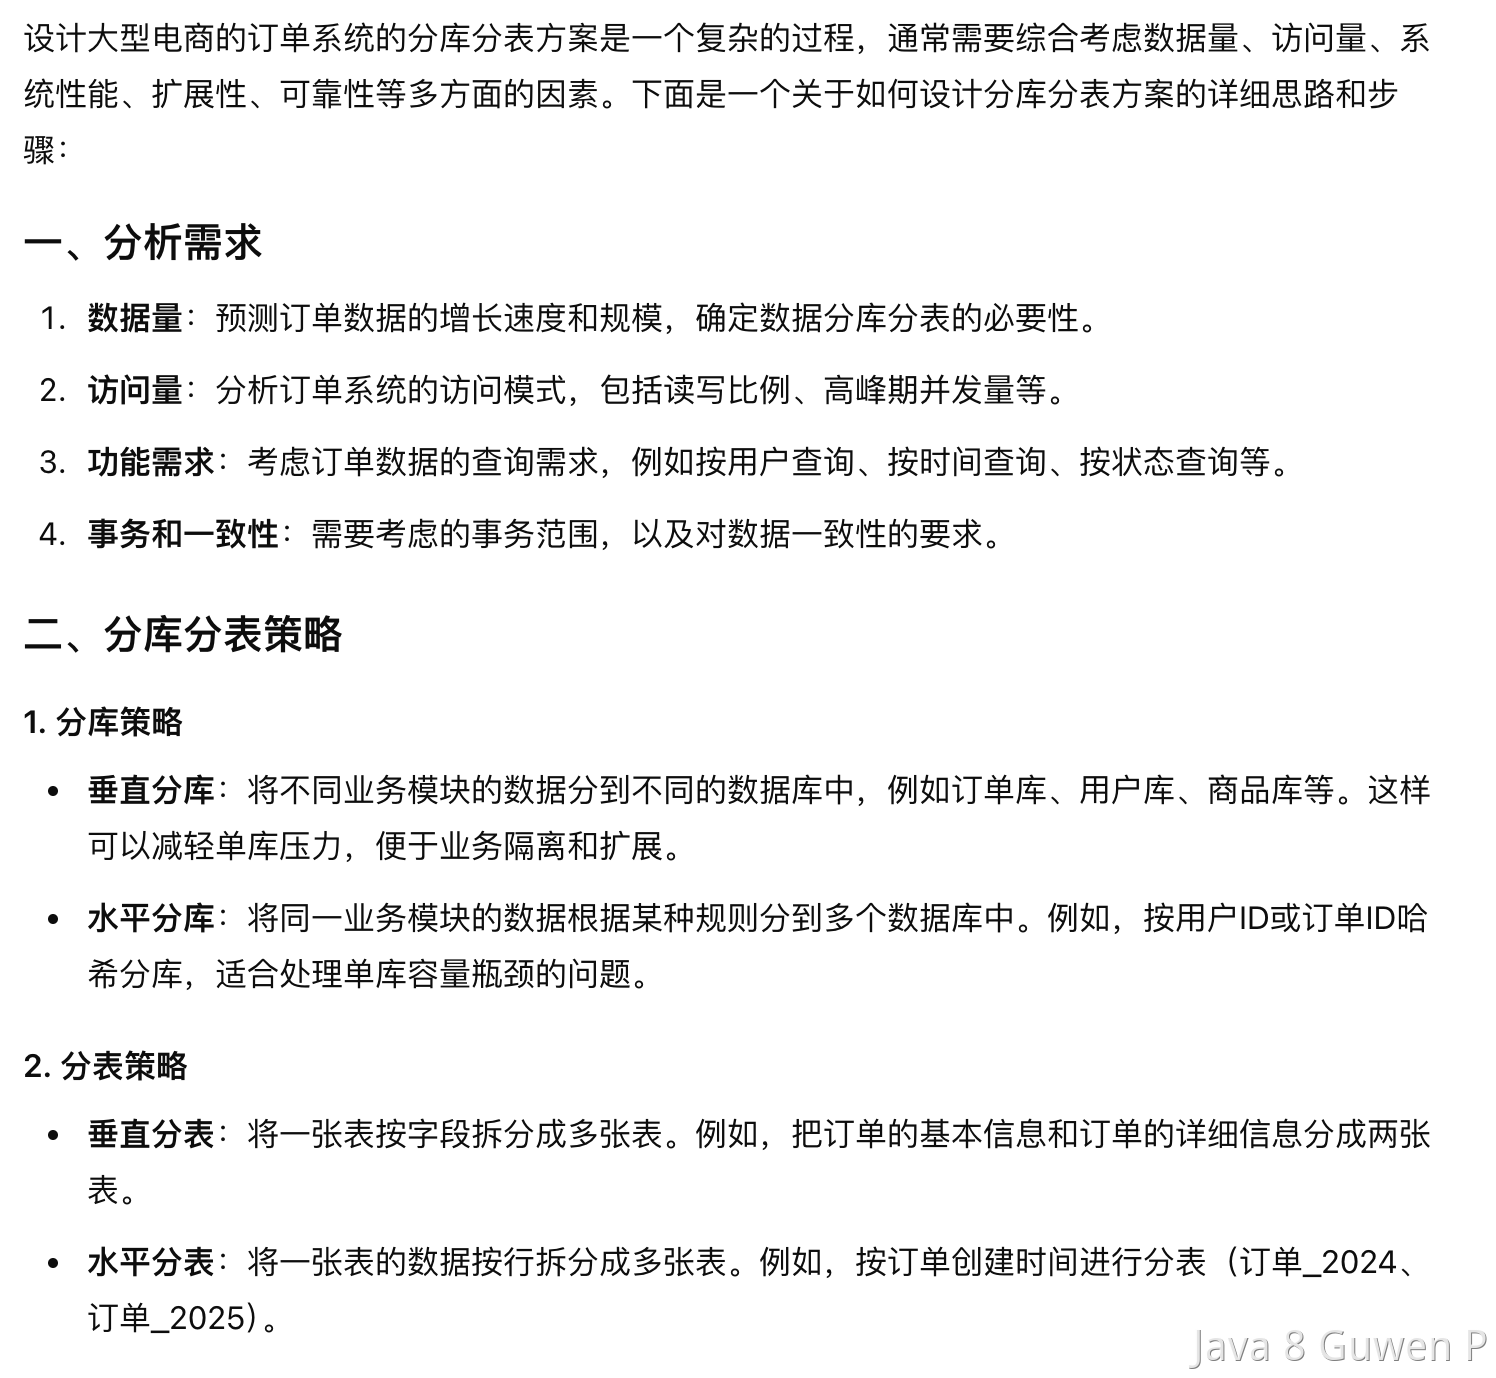 设计大型电商的订单系统的分库分表方案是一个复杂的过程，通常需要综合考虑数据量、访问量、系
统性能、扩展性、可靠性等多方面的因素。下面是一个关于如何设计分库分表方案的详细思路和步
骤：
一、分析需求
1. 数据量：预测订单数据的增长速度和规模，确定数据分库分表的必要性。
2. 访问量：分析订单系统的访问模式，包括读写比例、高峰期并发量等。
3. 功能需求：考虑订单数据的查询需求，例如按用户查询、按时间查询、按状态查询等。
4. 事务和一致性：需要考虑的事务范围，以及对数据一致性的要求。
二、分库分表策略
1. 分库策略
• 垂直分库：将不同业务模块的数据分到不同的数据库中，例如订单库、用户库、商品库等。这样
可以减轻单库压力，便于业务隔离和扩展。
• 水平分库：将同一业务模块的数据根据某种规则分到多个数据库中。例如，按用户ID或订单ID哈
希分库，适合处理单库容量瓶颈的问题。
2. 分表策略
• 垂直分表：将一张表按字段拆分成多张表。例如，把订单的基本信息和订单的详细信息分成两张
表。
• 水平分表：将一张表的数据按行拆分成多张表。例如，按订单创建时间进行分表（订单_2024、
订单_2025）。
Java 8 Guwen P